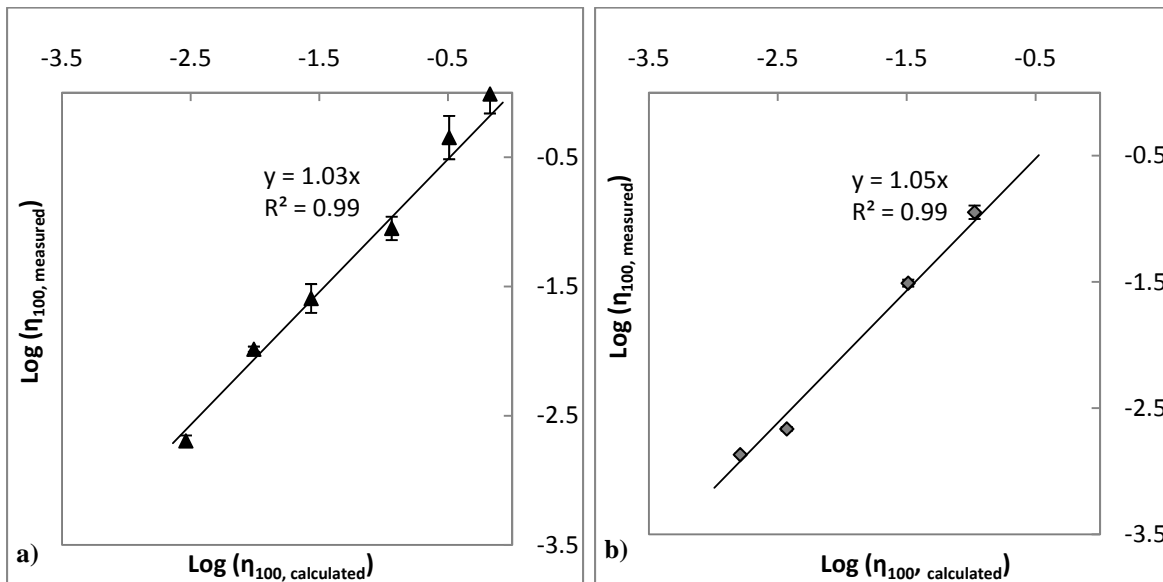 -3.5 -2.5 -1.5 -0.5
-0.5
-1.5
-2.5
-3.5
y = 1.03x
R² = 0.99
Log (η100, measured)
Log (η100, calculated)
a)
-3.5 -2.5 -1.5 -0.5
-0.5
-1.5
-2.5
-3.5
y = 1.05x
R² = 0.99
Log (η100, measured)
Log (η100, calculated)
b)